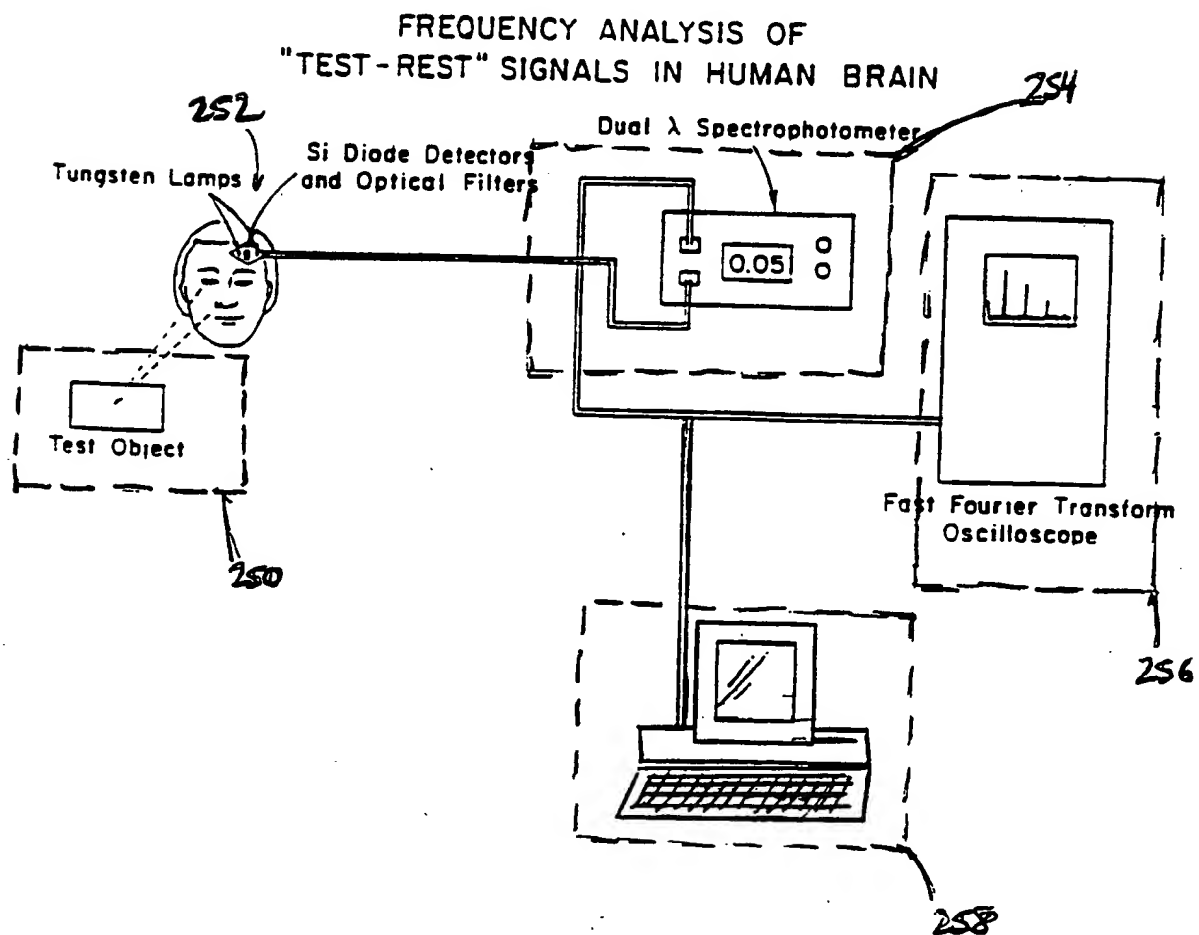 FREQUENCY ANALYSIS OF
"TEST-REST" SIGNALS IN HUMAN BRAIN
252
254
Dual λ Spectrophotometer
Si Diode Detectors
and Optical Filters
Tungsten Lamps
0.05
Test Object
250
Fast Fourier Transform
Oscilloscope
256
258